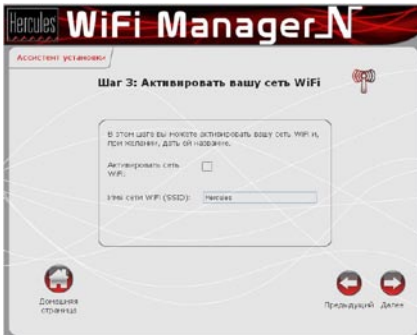 Hercules WiFi Manager_N
Ассистент установки
Шаг 3: Активировать вашу сеть WiFi
В этом шаге вы можете активировать вашу сеть WiFi и,
при желании, дать ей название.
Активировать сеть
WiFi:
Имя сети WiFi (SSID): Hercules
Домашняя
страница
Предыдущий Далее